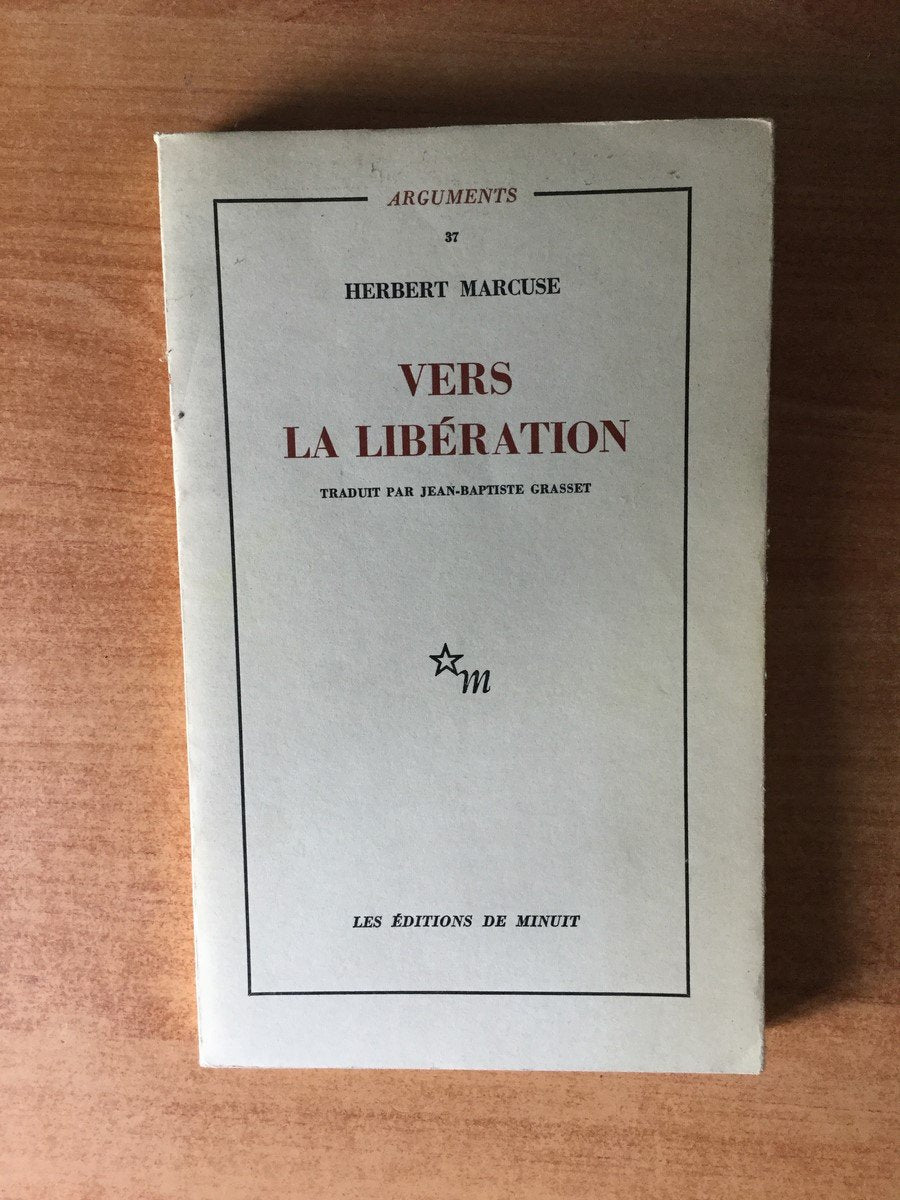 ARGUMENTS
37
HERBERT MARCUSE
VERS
LA LIBÉRATION
TRADUIT PAR JEAN-BAPTISTE GRASSET
m
LES ÉDITIONS DE MINUIT